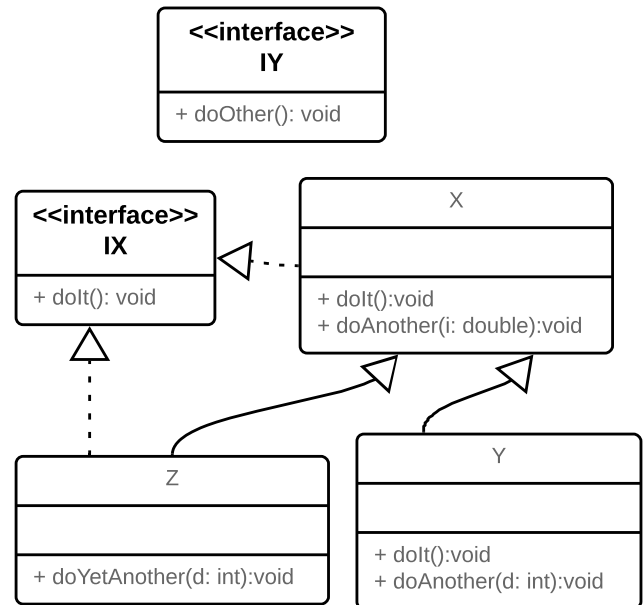 <<interface>>
IY
+ doOther(): void
<<interface>>
IX
+ doIt(): void
X
+ doIt():void
+ doAnother(i: double):void
Z
+ doYetAnother(d: int):void
Y
+ doIt():void
+ doAnother(d: int):void